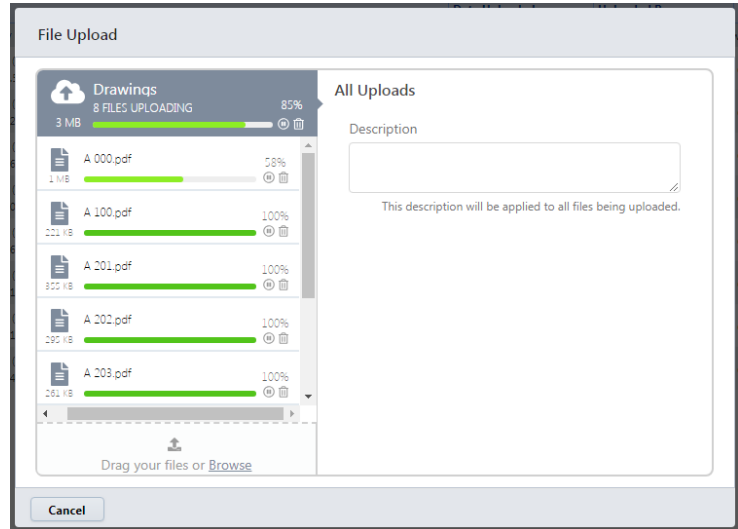 File Upload
Drawings
8 FILES UPLOADING
85%
3 MB
A 000.pdf
58%
1 MB
A 100.pdf
100%
221 KB
A 201.pdf
100%
355 KB
A 202.pdf
100%
295 KB
A 203.pdf
100%
261 KB
Drag your files or Browse
All Uploads
Description
This description will be applied to all files being uploaded.
Cancel